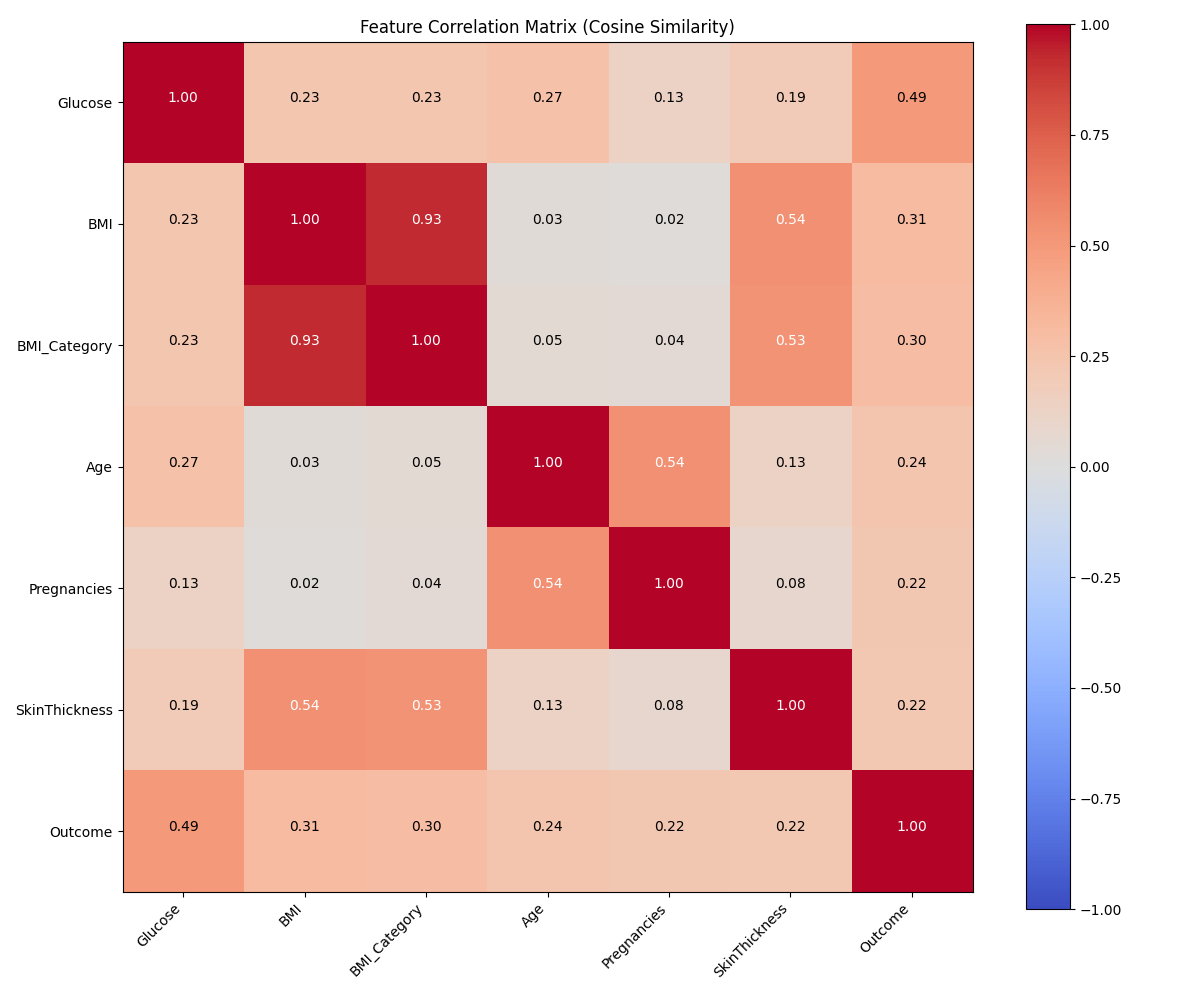 Feature Correlation Matrix (Cosine Similarity)
Glucose 1.00 0.23 0.23 0.27 0.13 0.19 0.49
BMI 0.23 1.00 0.93 0.03 0.02 0.54 0.31
BMI_Category 0.23 0.93 1.00 0.05 0.04 0.53 0.30
Age 0.27 0.03 0.05 1.00 0.54 0.13 0.24
Pregnancies 0.13 0.02 0.04 0.54 1.00 0.08 0.22
SkinThickness 0.19 0.54 0.53 0.13 0.08 1.00 0.22
Outcome 0.49 0.31 0.30 0.24 0.22 0.22 1.00
Glucose BMI BMI_Category Age Pregnancies SkinThickness Outcome
1.00
0.75
0.50
0.25
0.00
−0.25
−0.50
−0.75
−1.00